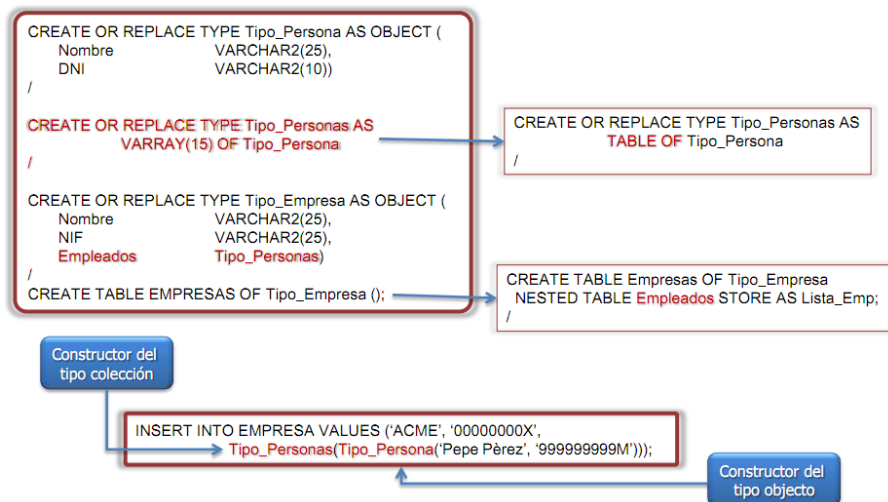 CREATE OR REPLACE TYPE Tipo_Persona AS OBJECT (
Nombre VARCHAR2(25),
DNI VARCHAR2(10))
/
CREATE OR REPLACE TYPE Tipo_Personas AS
VARRAY(15) OF Tipo_Persona
/
CREATE OR REPLACE TYPE Tipo_Empresa AS OBJECT (
Nombre VARCHAR2(25),
NIF VARCHAR2(25),
Empleados Tipo_Personas)
/
CREATE TABLE EMPRESAS OF Tipo_Empresa ();
CREATE OR REPLACE TYPE Tipo_Personas AS
TABLE OF Tipo_Persona
/
CREATE TABLE Empresas OF Tipo_Empresa
NESTED TABLE Empleados STORE AS Lista_Emp;
/
Constructor del
tipo colección
INSERT INTO EMPRESA VALUES (‘ACME’, ‘00000000X’,
Tipo_Personas(Tipo_Persona(‘Pepe Pèrez’, ‘999999999M’)));
Constructor del
tipo objecto